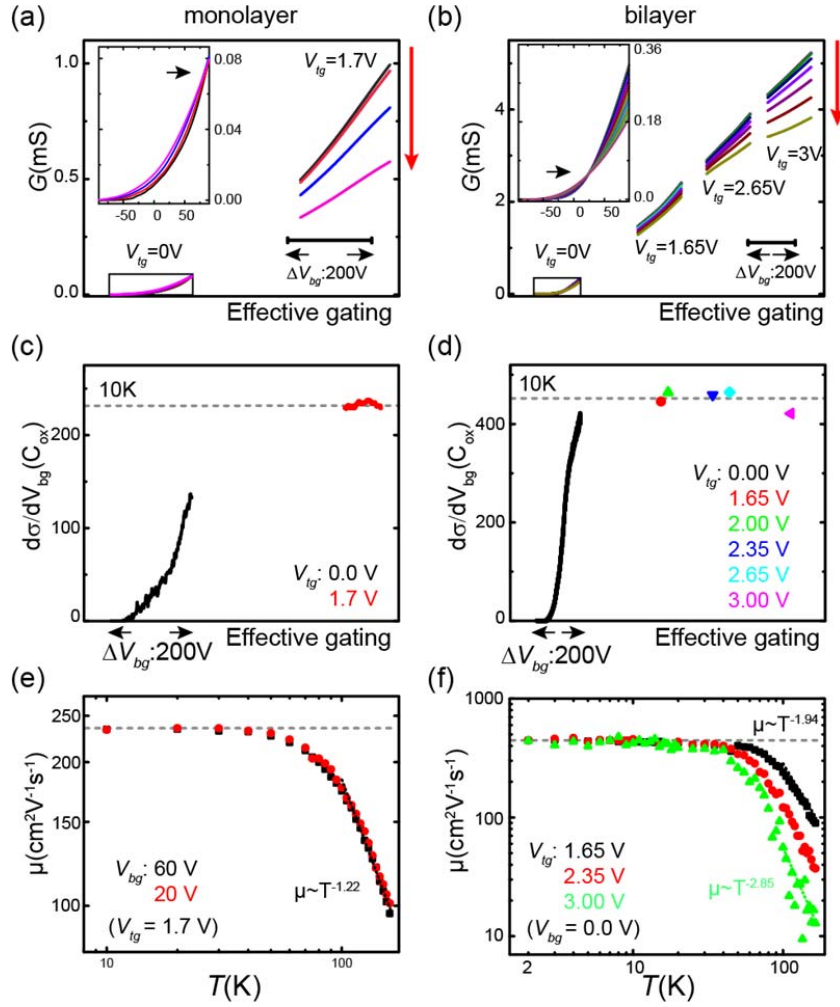 monolayer
bilayer
(a)
G(mS)
1.0
0.5
0.0
0.08
0.04
0.00
-50 0 50
V_tg=1.7V
V_tg=0V
ΔV_bg:200V
Effective gating
(b)
G(mS)
4
2
0
0.36
0.18
0.0
-50 0 50
V_tg=3V
V_tg=2.65V
V_tg=1.65V
V_tg=0V
ΔV_bg:200V
Effective gating
(c)
dσ/dV_bg(C_ox)
200
100
0
10K
V_tg: 0.0 V
1.7 V
ΔV_bg:200V
Effective gating
(d)
dσ/dV_bg(C_ox)
400
200
0
10K
V_tg: 0.00 V
1.65 V
2.00 V
2.35 V
2.65 V
3.00 V
ΔV_bg:200V
Effective gating
(e)
μ(cm²V⁻¹s⁻¹)
250
200
150
100
V_bg: 60 V
20 V
(V_tg = 1.7 V)
μ~T⁻¹·²²
10 100
T(K)
(f)
μ(cm²V⁻¹s⁻¹)
1000
100
10
μ~T⁻¹·⁹⁴
V_tg: 1.65 V
2.35 V
3.00 V
μ~T⁻²·⁸⁵
(V_bg = 0.0 V)
2 10 100
T(K)